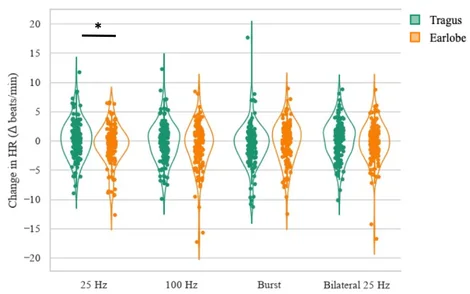 *
Tragus
Earlobe
Change in HR (Δ beats/min)
20
15
10
5
0
−5
−10
−15
−20
25 Hz
100 Hz
Burst
Bilateral 25 Hz